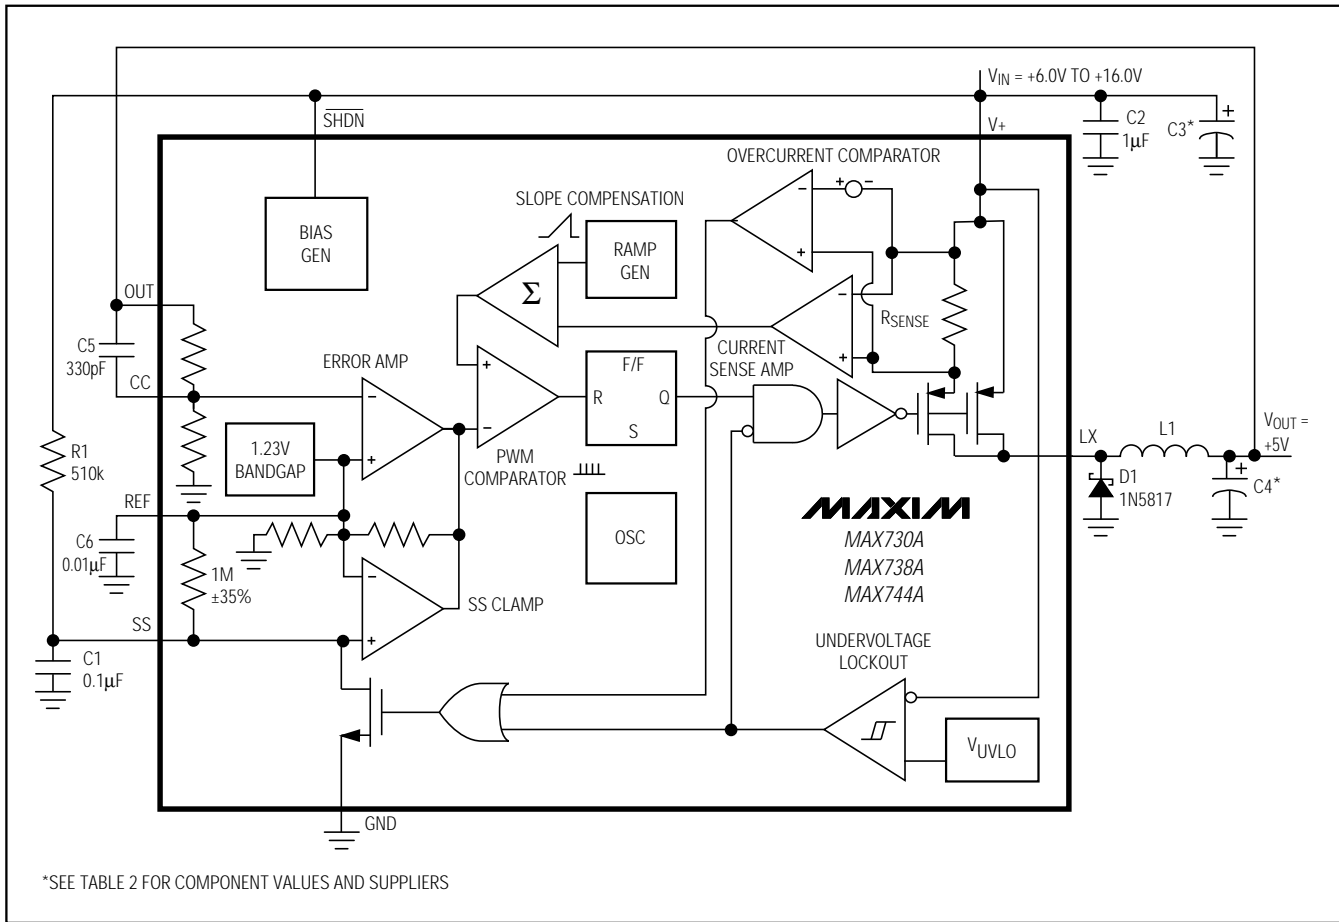 V_IN = +6.0V TO +16.0V
SHDN
V+
C2
1µF
C3*
+
OVERCURRENT COMPARATOR
SLOPE COMPENSATION
BIAS
GEN
RAMP
GEN
Σ
+ -
-
+
-
+
R_SENSE
CURRENT
SENSE AMP
OUT
C5
330pF
CC
ERROR AMP
-
+
+
-
PWM
COMPARATOR
F/F
R
Q
S
1.23V
BANDGAP
R1
510k
REF
C6
0.01µF
1M
±35%
OSC
-
+
SS CLAMP
SS
C1
0.1µF
LX
L1
V_OUT =
+5V
D1
1N5817
+
C4*
MAXIM
MAX730A
MAX738A
MAX744A
UNDERVOLTAGE
LOCKOUT
V_UVLO
GND
*SEE TABLE 2 FOR COMPONENT VALUES AND SUPPLIERS